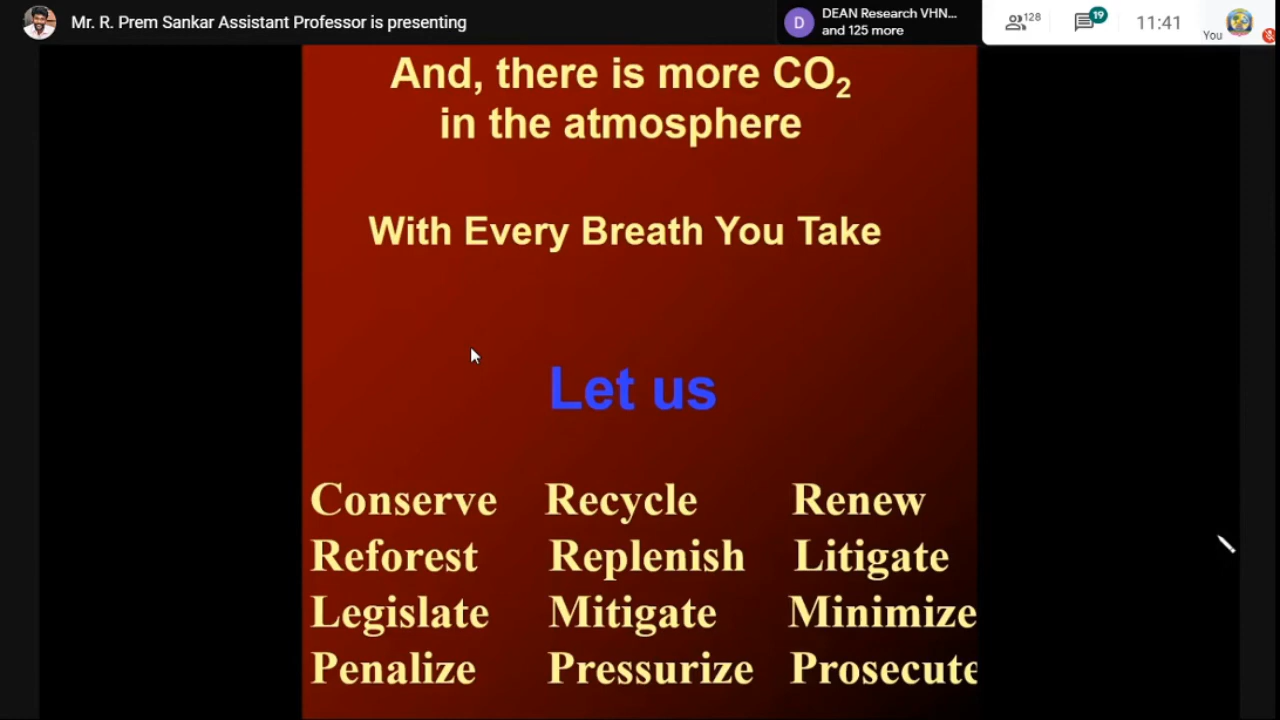 Mr. R. Prem Sankar Assistant Professor is presenting
D
DEAN Research VHN...
and 125 more
128
19
11:41
You
And, there is more CO₂
in the atmosphere
With Every Breath You Take
Let us
Conserve Recycle Renew
Reforest Replenish Litigate
Legislate Mitigate Minimize
Penalize Pressurize Prosecute